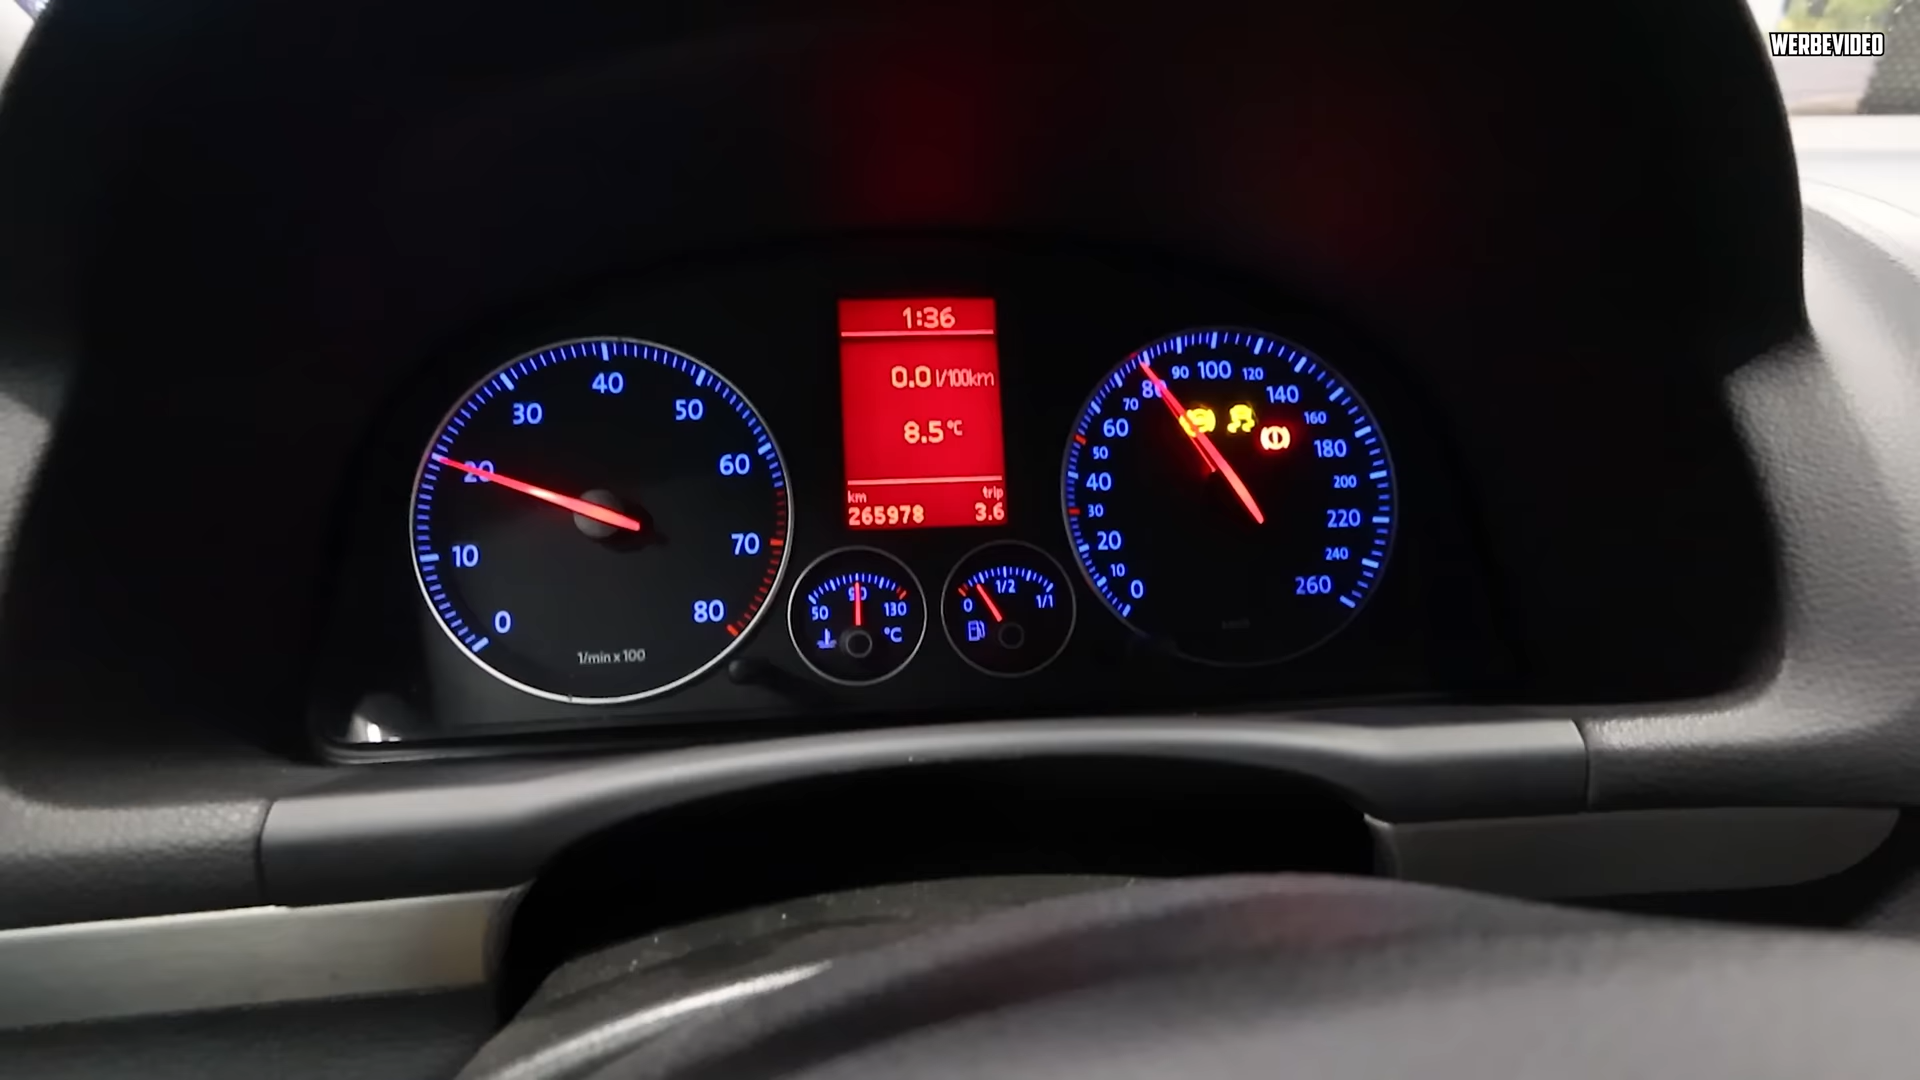 WERBEVIDEO
1:36
0.0 l/100km
8.5 °C
km trip
265978 3.6
0 10 20 30 40 50 60 70 80
1/min x 100
50 90 130
°C
0 1/2 1/1
0 10 20 30 40 50 60 70 80 90 100 120 140 160 180 200 220 240 260